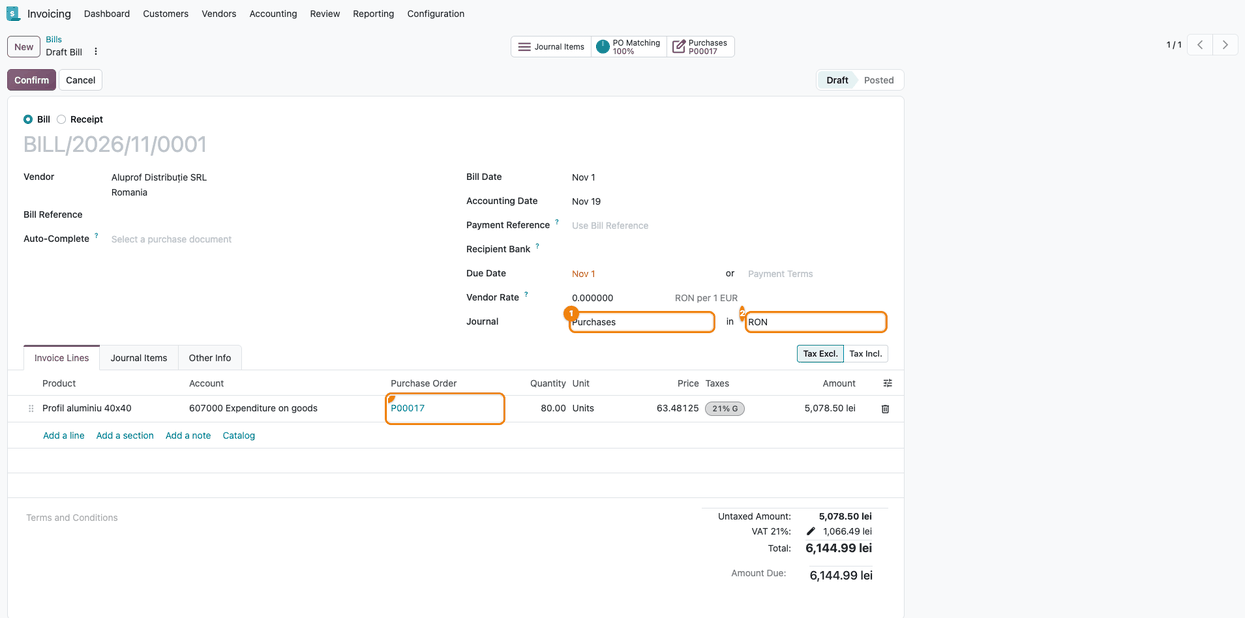 Invoicing Dashboard Customers Vendors Accounting Review Reporting Configuration
New
Bills
Draft Bill
Journal Items
PO Matching
100%
Purchases
P00017
1 / 1
Confirm Cancel
Draft Posted
Bill Receipt
BILL/2026/11/0001
Vendor Aluprof Distribuție SRL
Romania
Bill Reference
Auto-Complete ? Select a purchase document
Bill Date Nov 1
Accounting Date Nov 19
Payment Reference ? Use Bill Reference
Recipient Bank ?
Due Date Nov 1 or Payment Terms
Vendor Rate ? 0.000000 RON per 1 EUR
1 2
Journal Purchases in RON
Invoice Lines Journal Items Other Info Tax Excl. Tax Incl.
Product Account Purchase Order Quantity Unit Price Taxes Amount
Profil aluminiu 40x40 607000 Expenditure on goods P00017 80.00 Units 63.48125 21% G 5,078.50 lei
Add a line Add a section Add a note Catalog
Terms and Conditions
Untaxed Amount: 5,078.50 lei
VAT 21%: 1,066.49 lei
Total: 6,144.99 lei
Amount Due: 6,144.99 lei